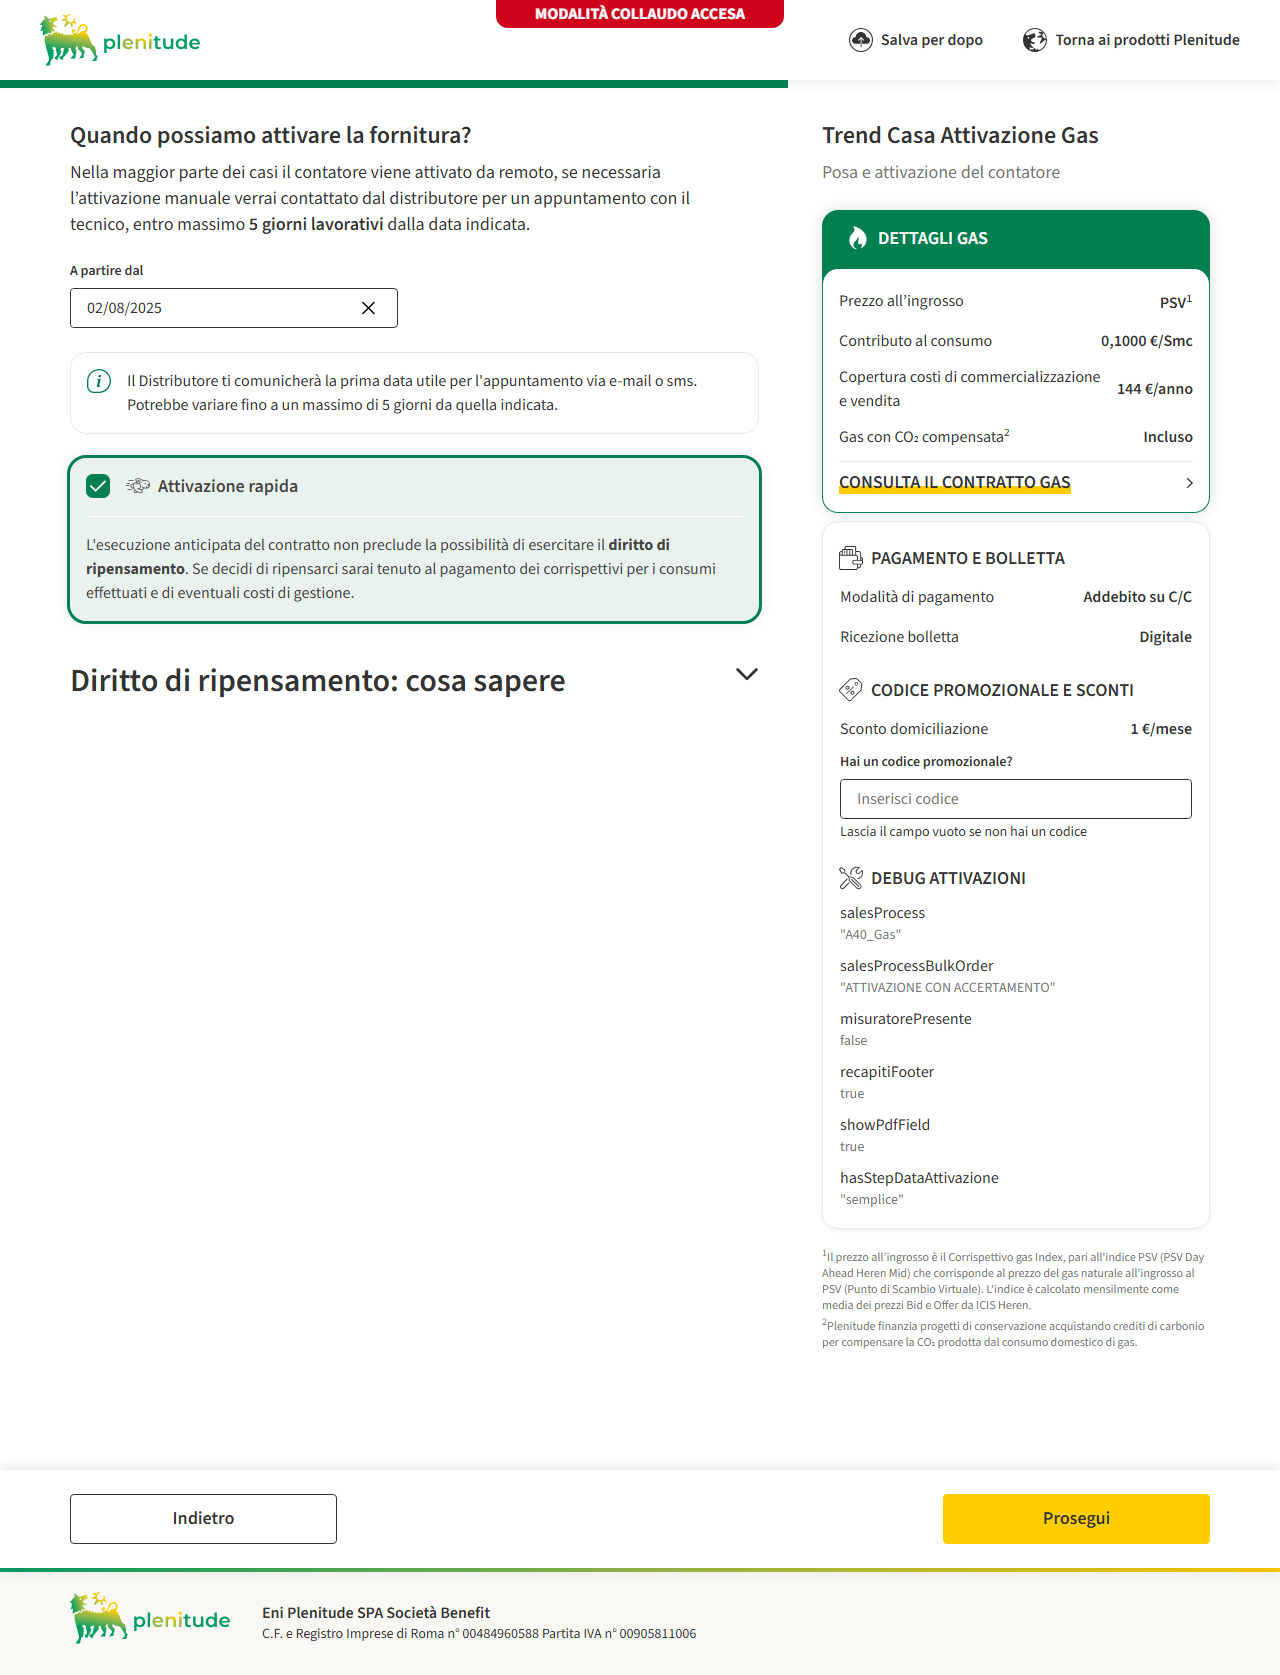 plenitude
MODALITÀ COLLAUDO ACCESA
Salva per dopo
Torna ai prodotti Plenitude
Quando possiamo attivare la fornitura?
Nella maggior parte dei casi il contatore viene attivato da remoto, se necessaria
l’attivazione manuale verrai contattato dal distributore per un appuntamento con il
tecnico, entro massimo 5 giorni lavorativi dalla data indicata.
A partire dal
02/08/2025
i
Il Distributore ti comunicherà la prima data utile per l'appuntamento via e-mail o sms.
Potrebbe variare fino a un massimo di 5 giorni da quella indicata.
Attivazione rapida
L'esecuzione anticipata del contratto non preclude la possibilità di esercitare il diritto di
ripensamento. Se decidi di ripensarci sarai tenuto al pagamento dei corrispettivi per i consumi
effettuati e di eventuali costi di gestione.
Diritto di ripensamento: cosa sapere
Trend Casa Attivazione Gas
Posa e attivazione del contatore
DETTAGLI GAS
Prezzo all’ingrosso PSV¹
Contributo al consumo 0,1000 €/Smc
Copertura costi di commercializzazione
e vendita 144 €/anno
Gas con CO₂ compensata² Incluso
CONSULTA IL CONTRATTO GAS
PAGAMENTO E BOLLETTA
Modalità di pagamento Addebito su C/C
Ricezione bolletta Digitale
CODICE PROMOZIONALE E SCONTI
Sconto domiciliazione 1 €/mese
Hai un codice promozionale?
Inserisci codice
Lascia il campo vuoto se non hai un codice
DEBUG ATTIVAZIONI
salesProcess
"A40_Gas"
salesProcessBulkOrder
"ATTIVAZIONE CON ACCERTAMENTO"
misuratorePresente
false
recapitiFooter
true
showPdfField
true
hasStepDataAttivazione
"semplice"
¹Il prezzo all’ingrosso è il Corrispettivo gas Index, pari all'indice PSV (PSV Day
Ahead Heren Mid) che corrisponde al prezzo del gas naturale all’ingrosso al
PSV (Punto di Scambio Virtuale). L'indice è calcolato mensilmente come
media dei prezzi Bid e Offer da ICIS Heren.
²Plenitude finanzia progetti di conservazione acquistando crediti di carbonio
per compensare la CO₂ prodotta dal consumo domestico di gas.
Indietro
Prosegui
plenitude
Eni Plenitude SPA Società Benefit
C.F. e Registro Imprese di Roma n° 00484960588 Partita IVA n° 00905811006